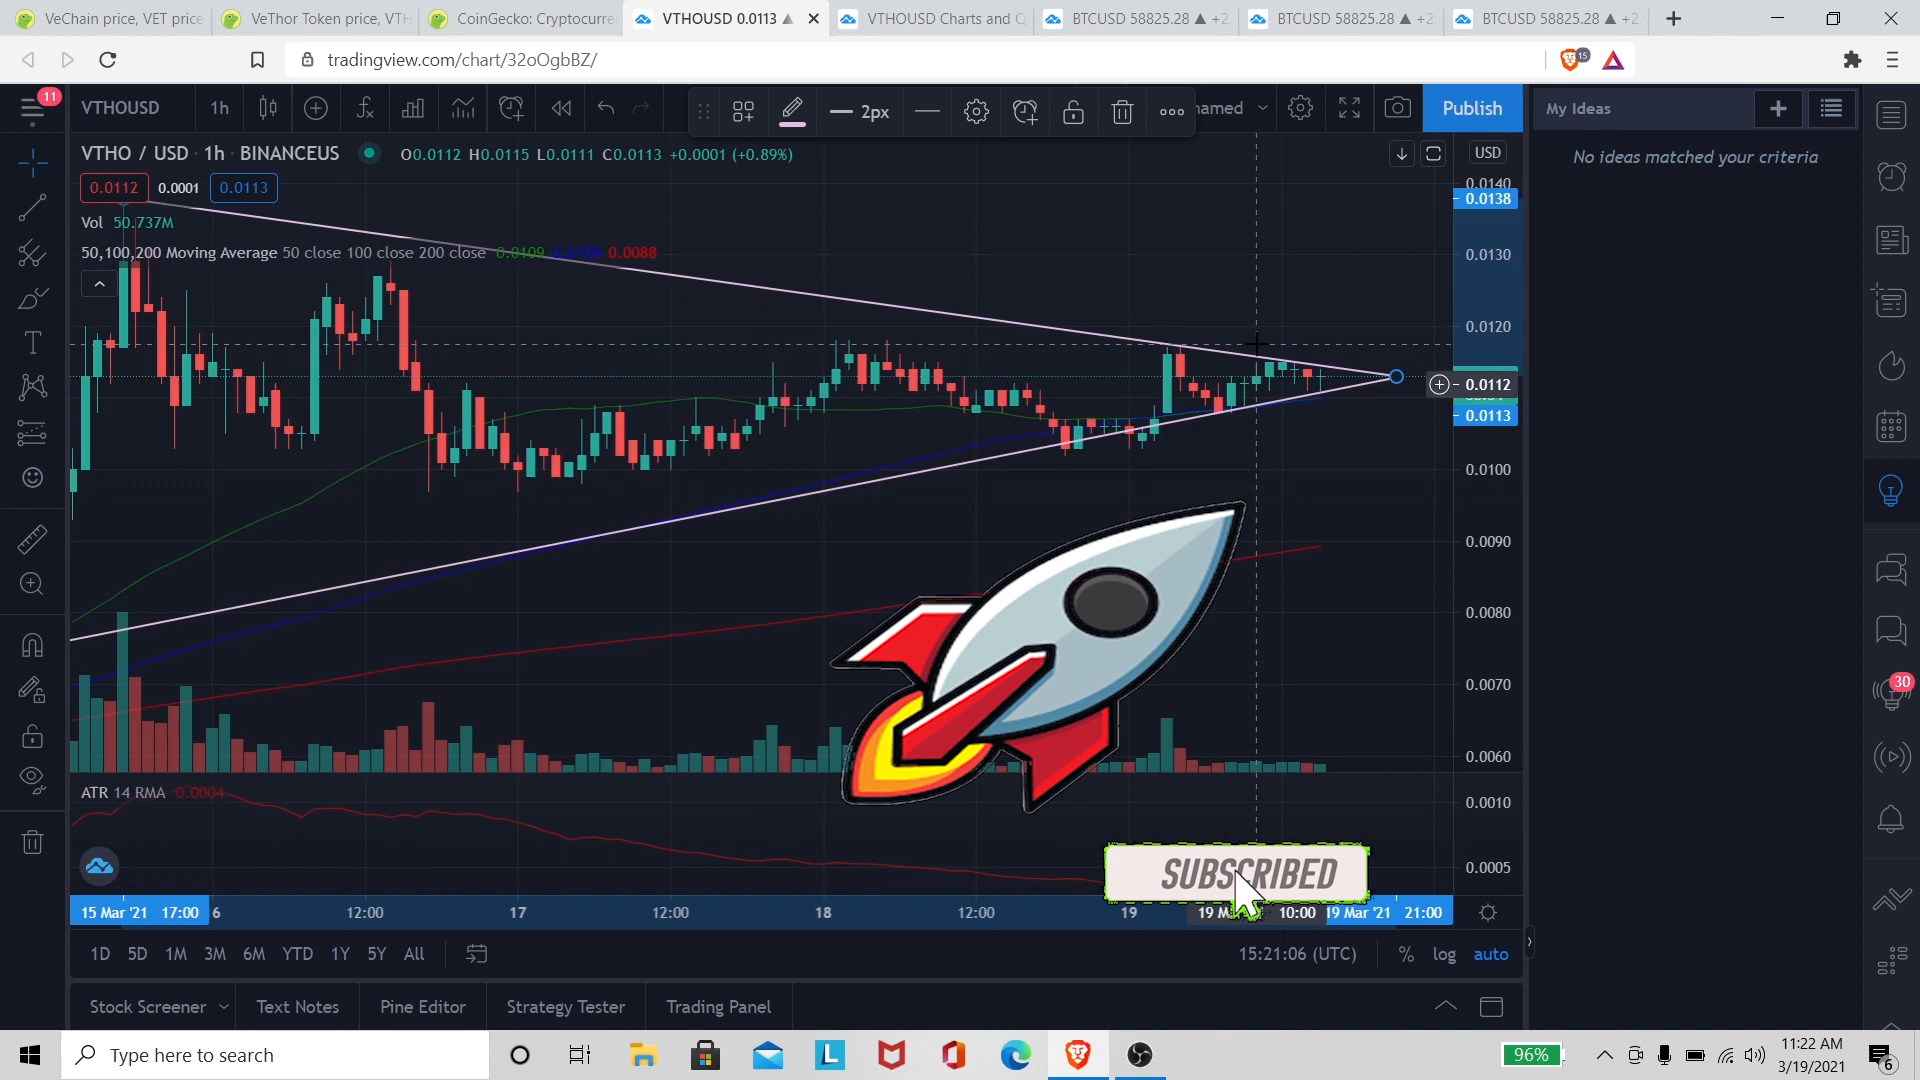 VeChain price, VET price
VeThor Token price, VTH
CoinGecko: Cryptocurre
VTHOUSD 0.0113 ▲
VTHOUSD Charts and Q
BTCUSD 58825.28 ▲ +2
BTCUSD 58825.28 ▲ +2
BTCUSD 58825.28 ▲ +2
tradingview.com/chart/32oOgbBZ/
15
11
VTHOUSD
1h
2px
named
Publish
My Ideas
VTHO / USD · 1h · BINANCEUS
O0.0112 H0.0115 L0.0111 C0.0113 +0.0001 (+0.89%)
USD
No ideas matched your criteria
0.0112
0.0001
0.0113
Vol 50.737M
50,100,200 Moving Average 50 close 100 close 200 close 0.0109 0.0088
0.0140
0.0138
0.0130
0.0120
0.0112
0.0113
0.0100
0.0090
0.0080
0.0070
0.0060
30
ATR 14 RMA 0.0004
0.0010
0.0005
SUBSCRIBED
15 Mar '21 17:00
6
12:00
17
12:00
18
12:00
19
19 M
10:00
19 Mar '21 21:00
1D 5D 1M 3M 6M YTD 1Y 5Y All
15:21:06 (UTC)
% log auto
Stock Screener
Text Notes
Pine Editor
Strategy Tester
Trading Panel
Type here to search
L
96%
11:22 AM
3/19/2021
6